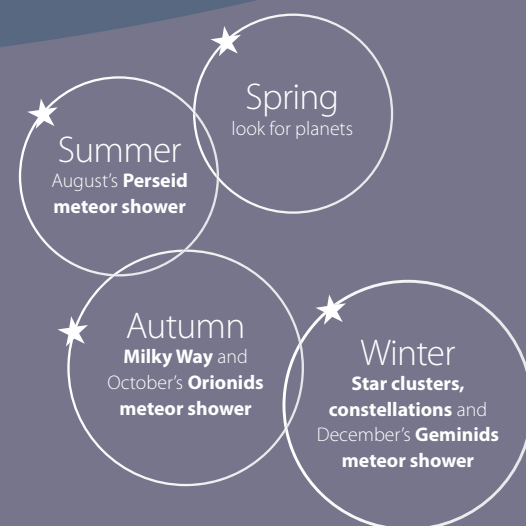 Spring
look for planets
Summer
August’s Perseid
meteor shower
Autumn
Milky Way and
October’s Orionids
meteor shower
Winter
Star clusters,
constellations and
December’s Geminids
meteor shower